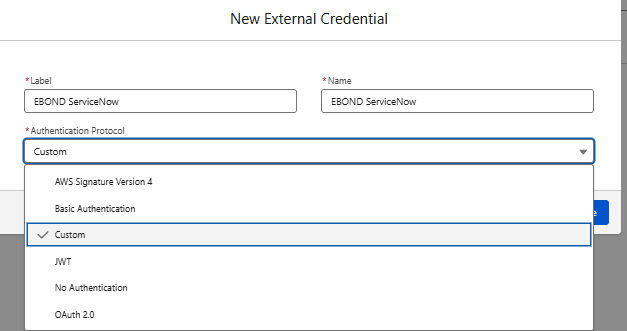 New External Credential
*Label
*Name
EBOND ServiceNow
EBOND ServiceNow
*Authentication Protocol
Custom
AWS Signature Version 4
Basic Authentication
Custom
JWT
No Authentication
OAuth 2.0